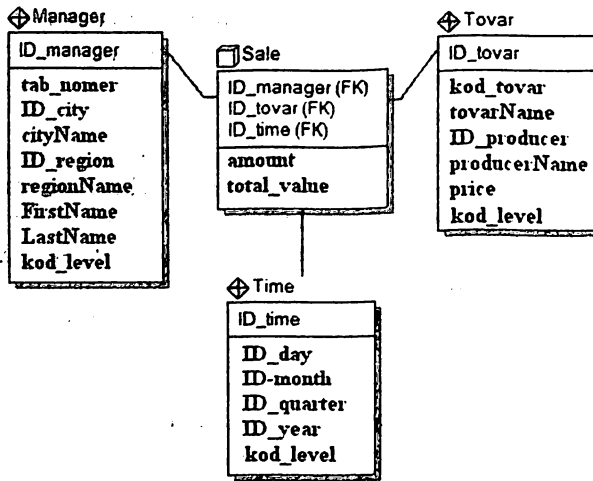 Manager
ID_manager
tab_nomer
ID_city
cityName
ID_region
regionName
FirstName
LastName
kod_level
Sale
ID_manager (FK)
ID_tovar (FK)
ID_time (FK)
amount
total_value
Tovar
ID_tovar
kod_tovar
tovarName
ID_producer
producerName
price
kod_level
Time
ID_time
ID_day
ID-month
ID_quarter
ID_year
kod_level